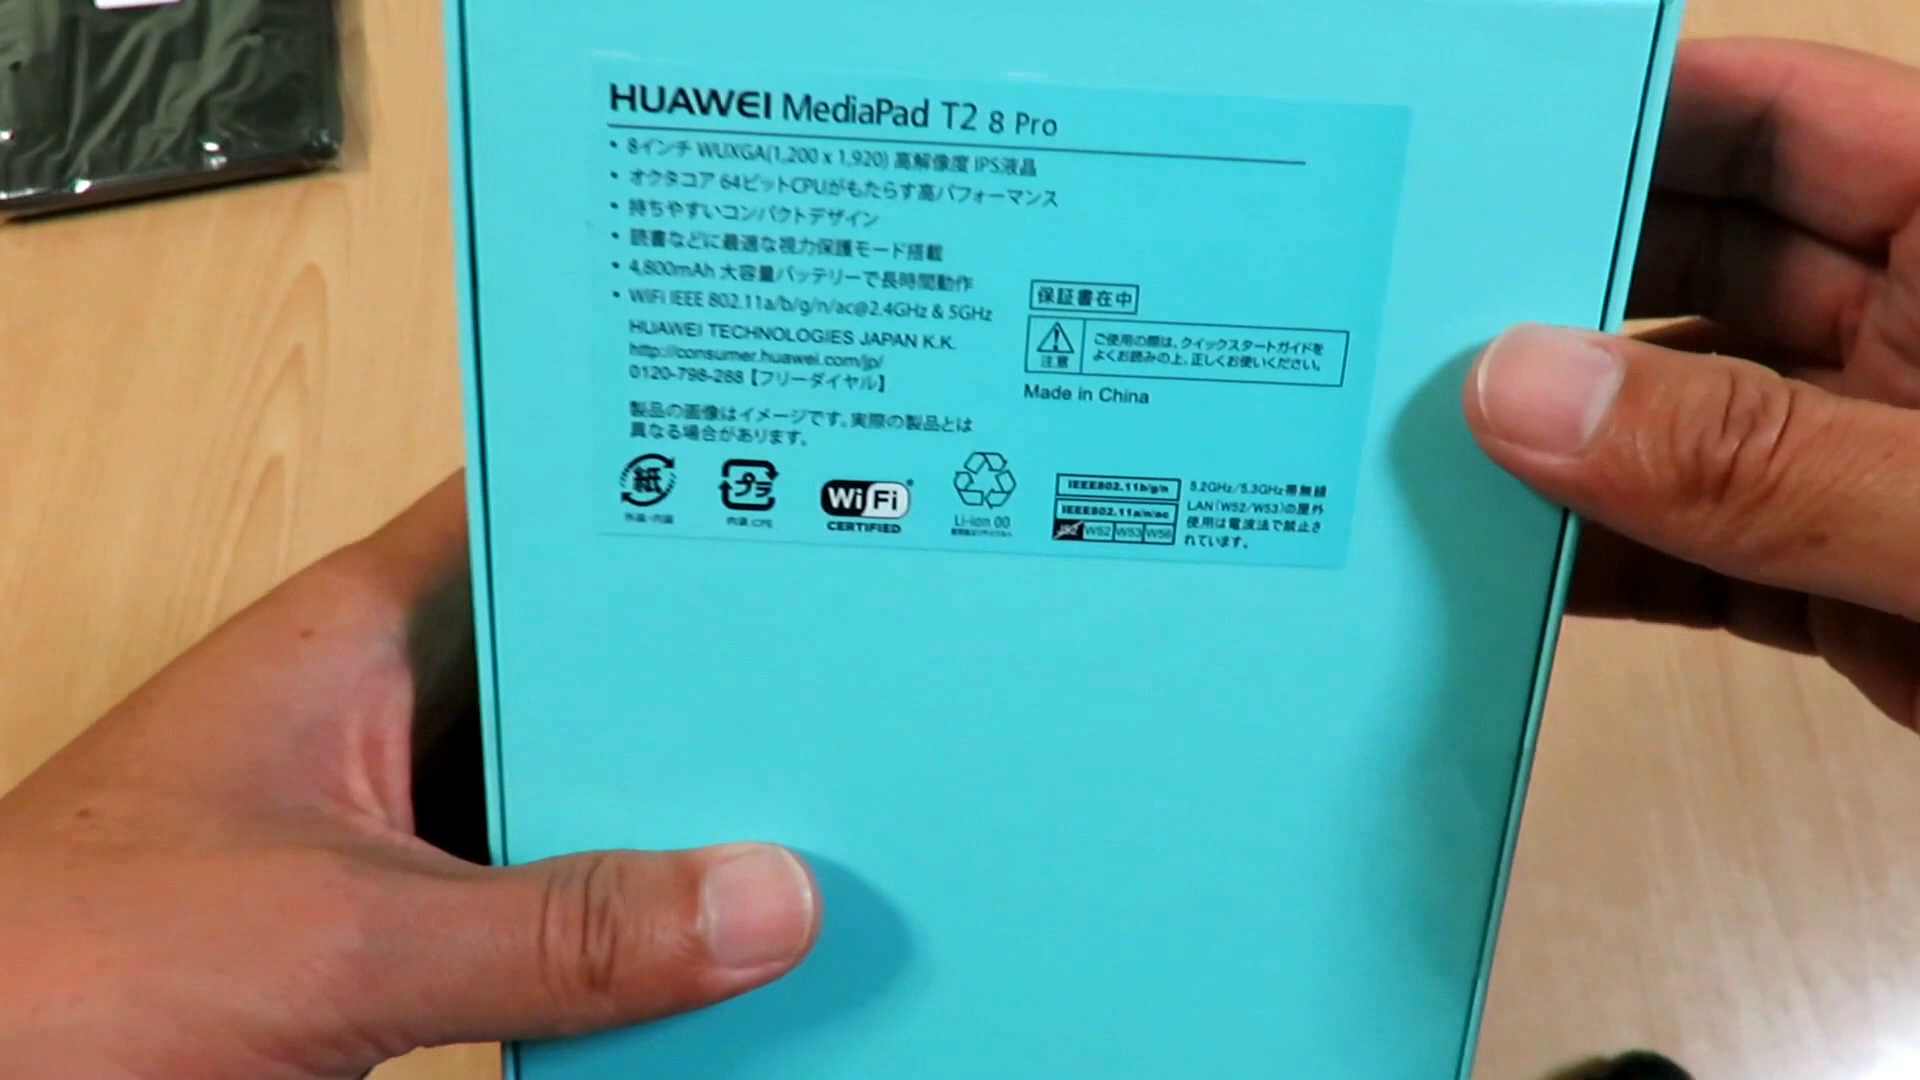 HUAWEI MediaPad T2 8 Pro
• 8インチ WUXGA(1,200 x 1,920) 高解像度 IPS液晶
• オクタコア 64ビットCPUがもたらす高パフォーマンス
• 持ちやすいコンパクトデザイン
• 読書などに最適な視力保護モード搭載
• 4,800mAh 大容量バッテリーで長時間動作
• WiFi IEEE 802.11a/b/g/n/ac@2.4GHz & 5GHz
HUAWEI TECHNOLOGIES JAPAN K.K.
http://consumer.huawei.com/jp/
0120-798-288【フリーダイヤル】
製品の画像はイメージです。実際の製品とは
異なる場合があります。
保証書在中
注意
ご使用の際は、クイックスタートガイドを
よくお読みの上、正しくお使いください。
Made in China
紙
外装・内装
プラ
内袋:CPE
Wi Fi
CERTIFIED
Li-ion 00
IEEE802.11b/g/n
IEEE802.11a/n/ac
J52 W52 W53 W56
5.2GHz/5.3GHz帯無線
LAN(W52/W53)の屋外
使用は電波法で禁止さ
れています。